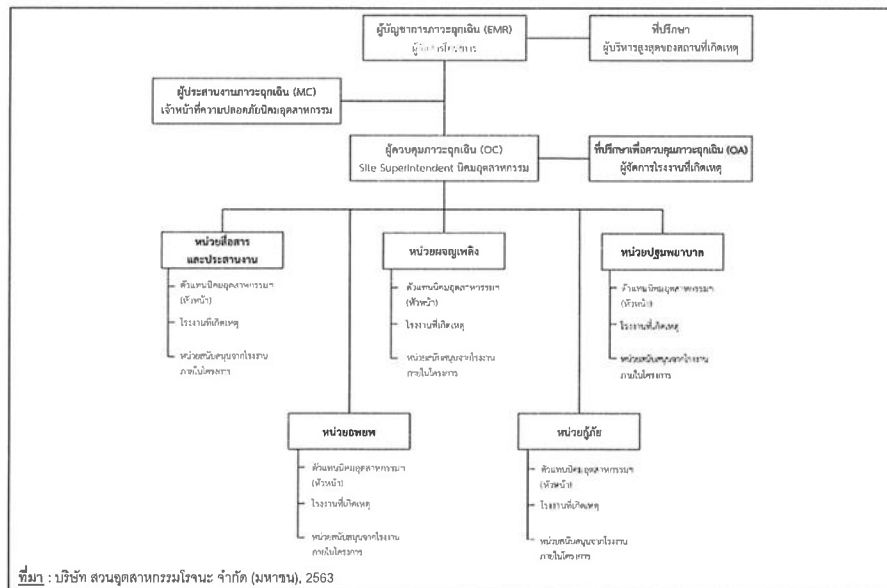 ผู้บัญชาการภาวะฉุกเฉิน (EMR)
ผู้จัดการโครงการ
ที่ปรึกษา
ผู้บริหารสูงสุดของสถานที่เกิดเหตุ
ผู้ประสานงานภาวะฉุกเฉิน (MC)
เจ้าหน้าที่ความปลอดภัยนิคมอุตสาหกรรม
ผู้ควบคุมภาวะฉุกเฉิน (OC)
Site Superintendent นิคมอุตสาหกรรม
ที่ปรึกษาเพื่อควบคุมภาวะฉุกเฉิน (OA)
ผู้จัดการโรงงานที่เกิดเหตุ
หน่วยสื่อสาร
และประสานงาน
ตัวแทนนิคมอุตสาหกรรมฯ
(หัวหน้า)
โรงงานที่เกิดเหตุ
หน่วยสนับสนุนจากโรงงาน
ภายในโครงการ
หน่วยผจญเพลิง
ตัวแทนนิคมอุตสาหกรรมฯ
(หัวหน้า)
โรงงานที่เกิดเหตุ
หน่วยสนับสนุนจากโรงงาน
ภายในโครงการ
หน่วยปฐมพยาบาล
ตัวแทนนิคมอุตสาหกรรมฯ
(หัวหน้า)
โรงงานที่เกิดเหตุ
หน่วยสนับสนุนจากโรงงาน
ภายในโครงการ
หน่วยอพยพ
ตัวแทนนิคมอุตสาหกรรมฯ
(หัวหน้า)
โรงงานที่เกิดเหตุ
หน่วยสนับสนุนจากโรงงาน
ภายในโครงการ
หน่วยกู้ภัย
ตัวแทนนิคมอุตสาหกรรมฯ
(หัวหน้า)
โรงงานที่เกิดเหตุ
หน่วยสนับสนุนจากโรงงาน
ภายในโครงการ
ที่มา : บริษัท สวนอุตสาหกรรมโรจนะ จำกัด (มหาชน), 2563